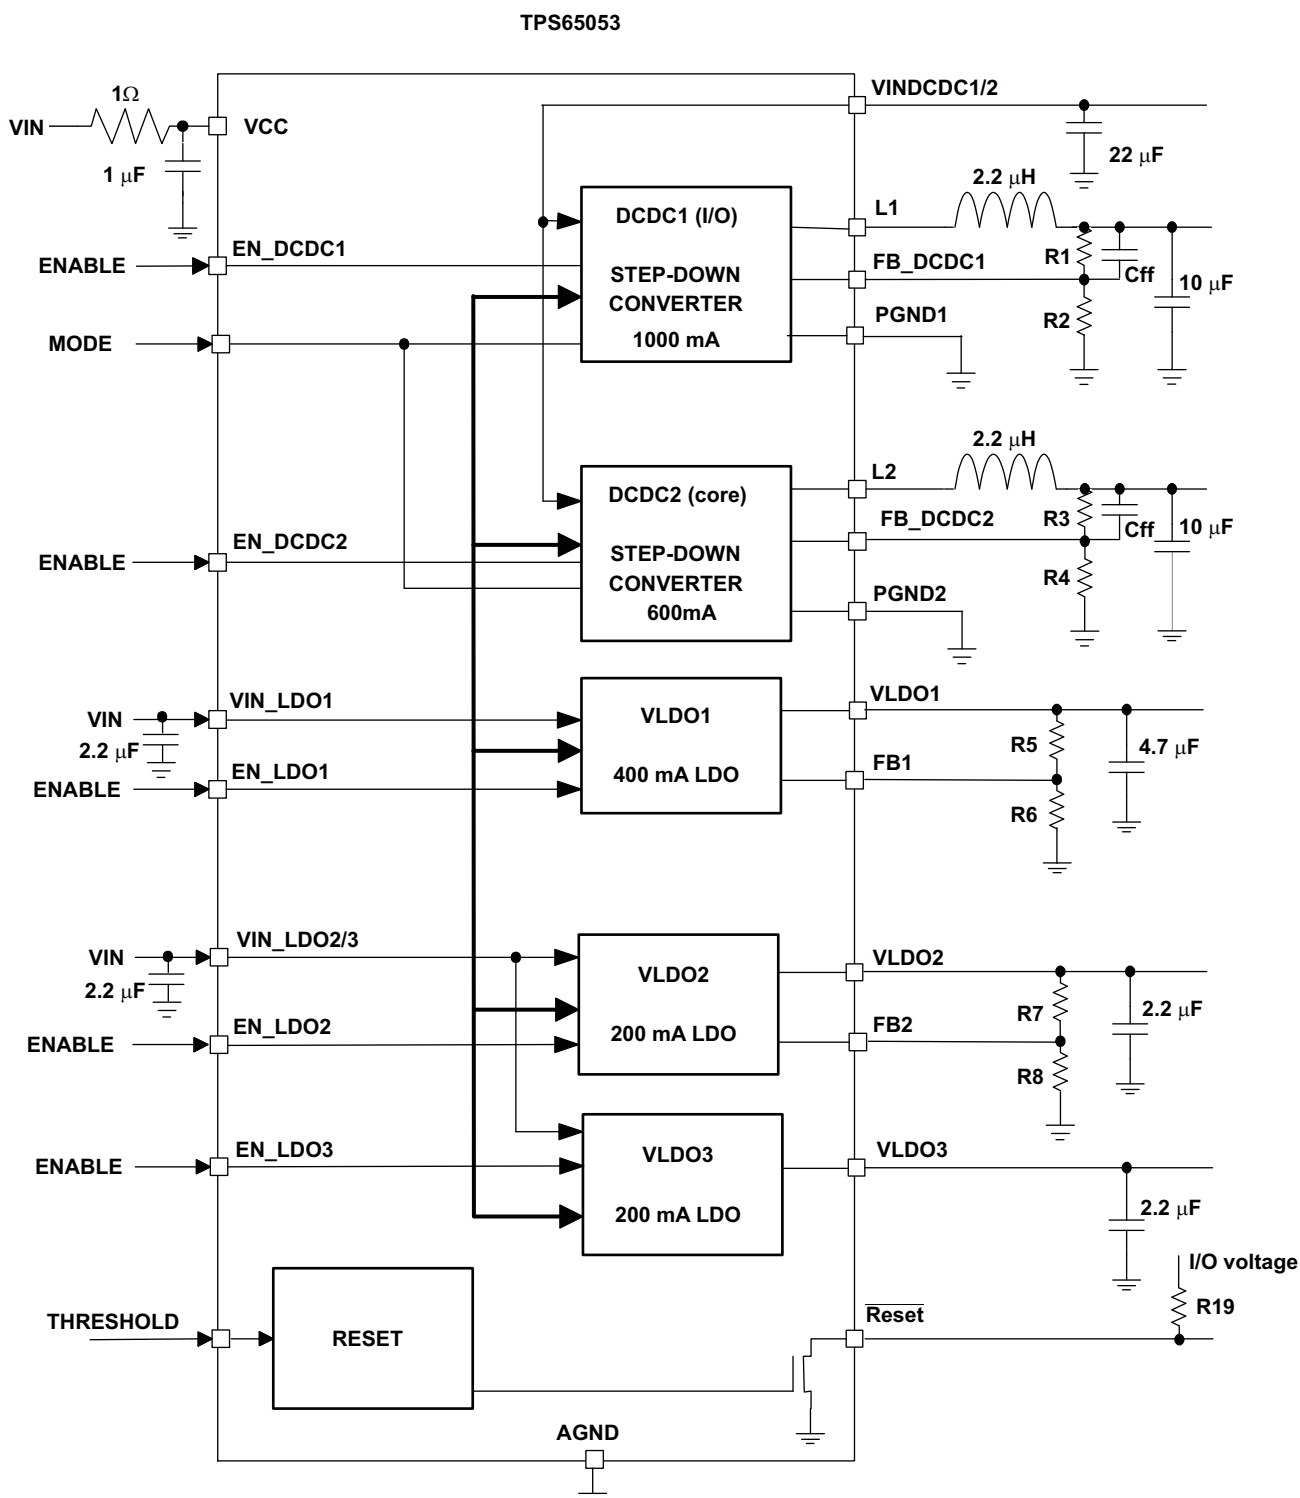 TPS65053
VINDCDC1/2
1Ω
VIN
VCC
1 μF
22 μF
2.2 μH
DCDC1 (I/O)
L1
ENABLE
EN_DCDC1
STEP-DOWN
CONVERTER
1000 mA
FB_DCDC1
R1
Cff
10 μF
MODE
PGND1
R2
2.2 μH
DCDC2 (core)
L2
FB_DCDC2
R3
Cff
10 μF
ENABLE
EN_DCDC2
STEP-DOWN
CONVERTER
600mA
R4
PGND2
VIN
VIN_LDO1
2.2 μF
VLDO1
400 mA LDO
VLDO1
R5
4.7 μF
ENABLE
EN_LDO1
FB1
R6
VIN
VIN_LDO2/3
2.2 μF
VLDO2
200 mA LDO
VLDO2
R7
2.2 μF
ENABLE
EN_LDO2
FB2
R8
ENABLE
EN_LDO3
VLDO3
200 mA LDO
VLDO3
2.2 μF
I/O voltage
R19
THRESHOLD
RESET
Reset
AGND